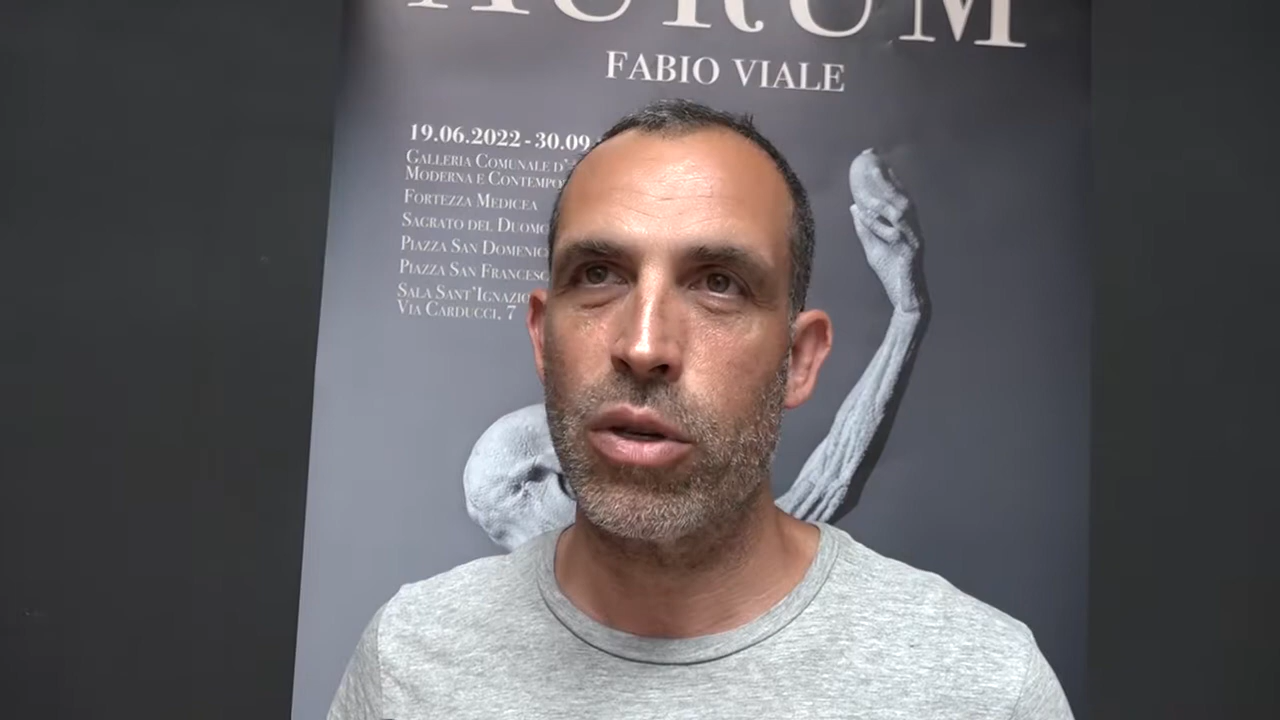 AURUM
FABIO VIALE
19.06.2022 - 30.09
GALLERIA COMUNALE D'
MODERNA E CONTEMPO
FORTEZZA MEDICEA
SAGRATO DEL DUOMO
PIAZZA SAN DOMENIC
PIAZZA SAN FRANCESC
SALA SANT'IGNAZIO
VIA CARDUCCI, 7